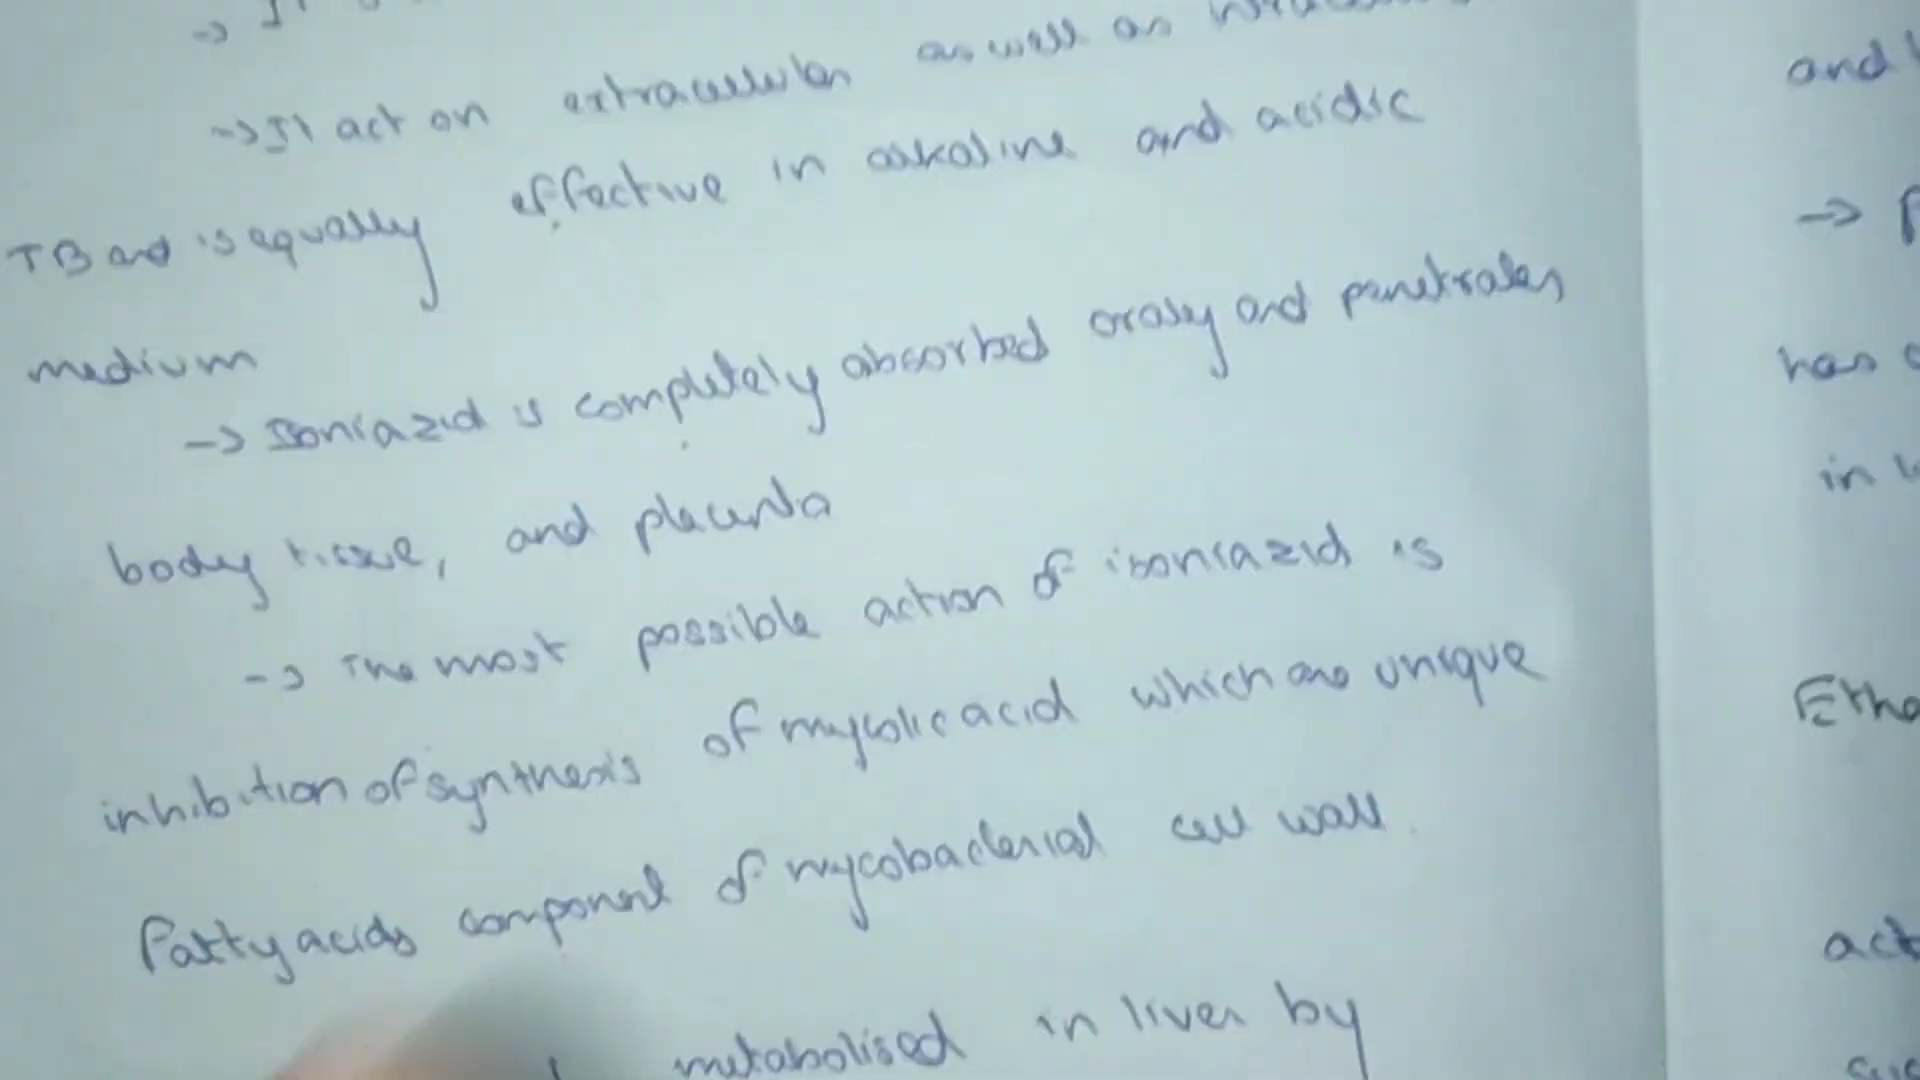 → It act on extracellular as well as
TB and is equally effective in alkaline and acidic
medium
→ Isoniazid is completely absorbed orally and penetrates
body tissue, and placenta
→ The most possible action of isoniazid is
inhibition of synthesis of mycolic acid which are unique
fatty acids component of mycobacterial cell wall.
metabolised in liver by
and
→
has
in
act